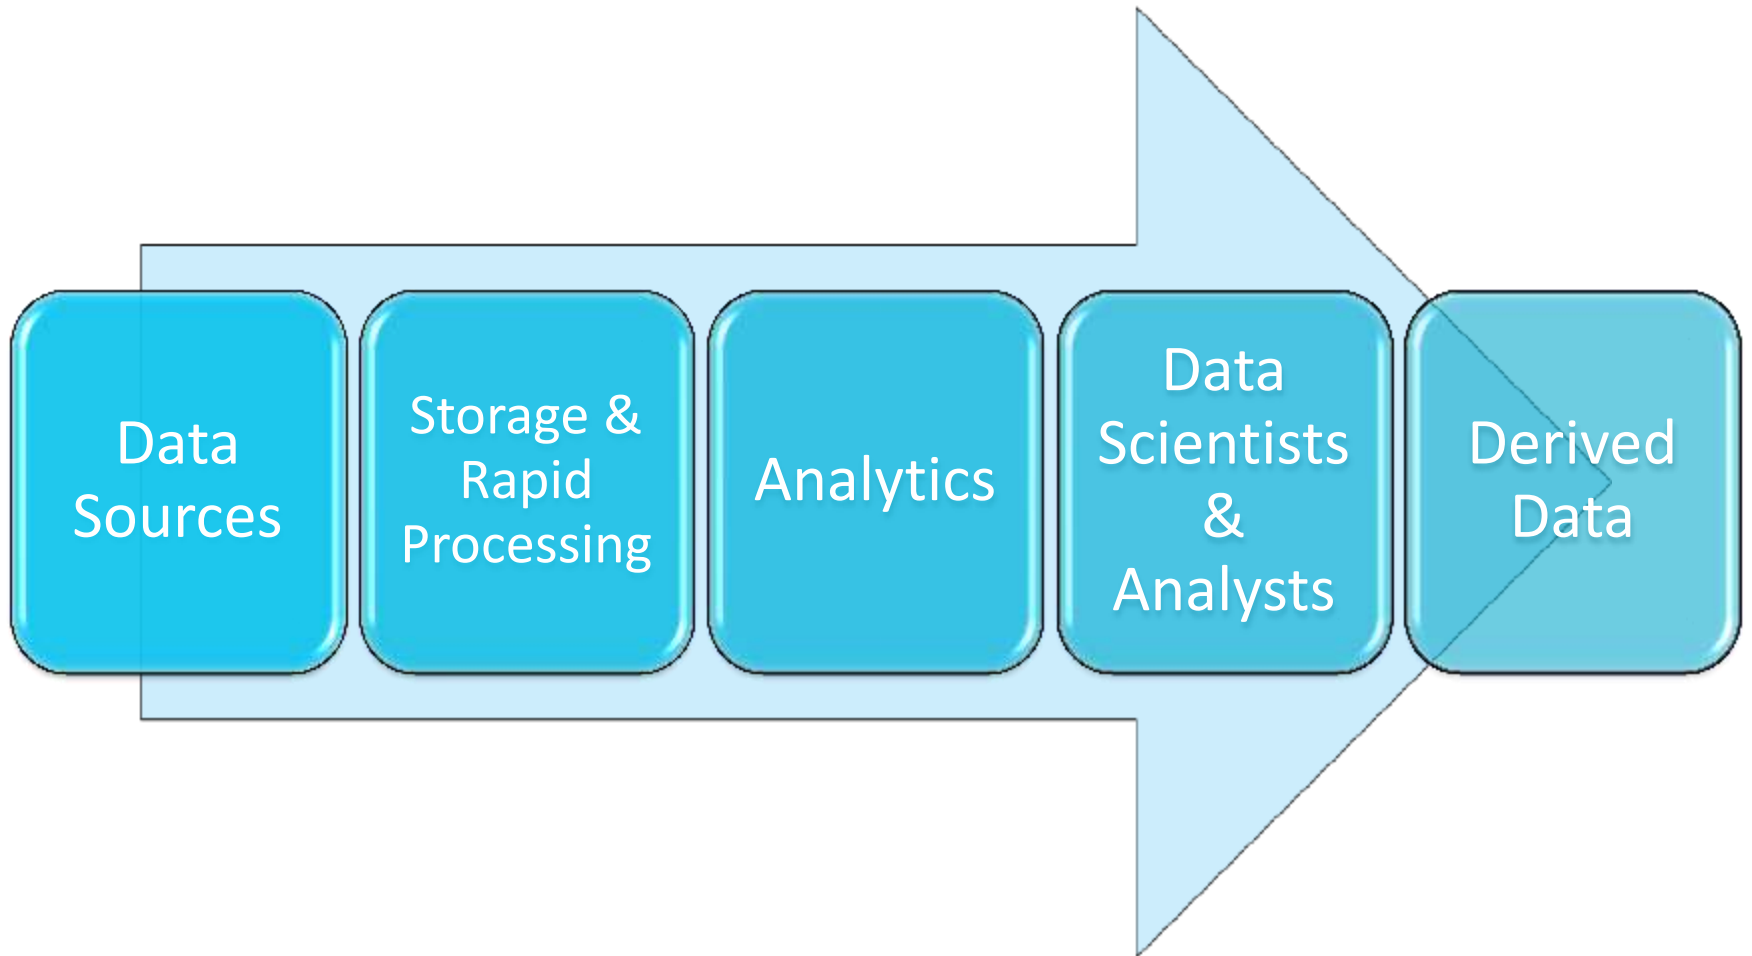 Data
Sources
Storage &
Rapid
Processing
Analytics
Data
Scientists
&
Analysts
Derived
Data